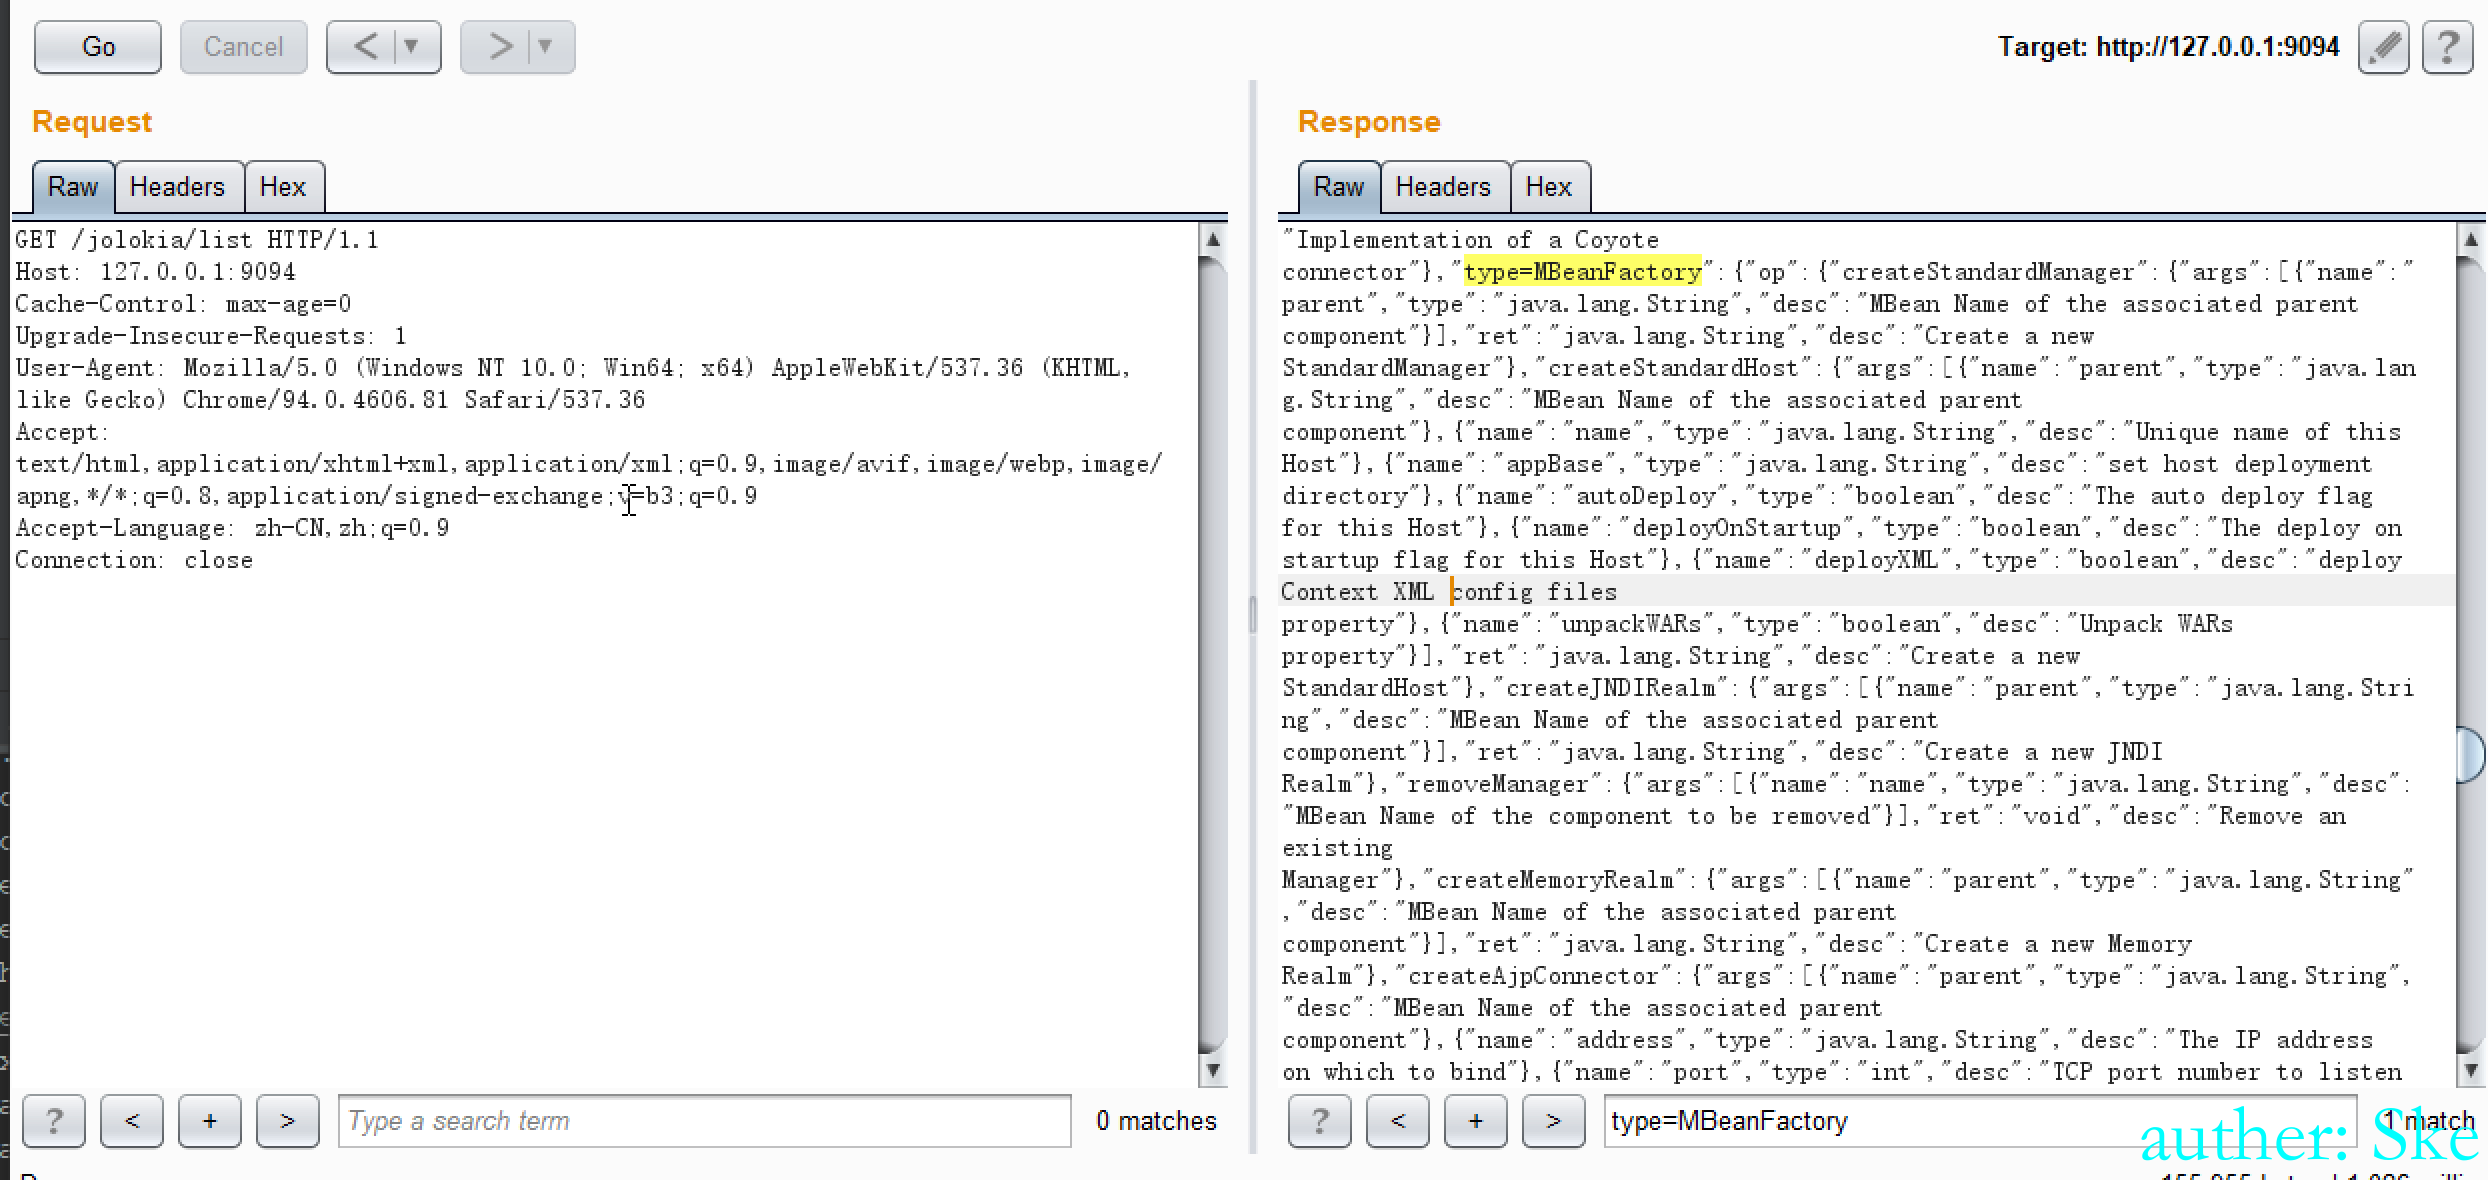 Go
Cancel
<
>
Target: http://127.0.0.1:9094
?
Request
Raw
Headers
Hex
GET /jolokia/list HTTP/1.1
Host: 127.0.0.1:9094
Cache-Control: max-age=0
Upgrade-Insecure-Requests: 1
User-Agent: Mozilla/5.0 (Windows NT 10.0; Win64; x64) AppleWebKit/537.36 (KHTML,
like Gecko) Chrome/94.0.4606.81 Safari/537.36
Accept:
text/html,application/xhtml+xml,application/xml;q=0.9,image/avif,image/webp,image/
apng,*/*;q=0.8,application/signed-exchange;v=b3;q=0.9
Accept-Language: zh-CN,zh;q=0.9
Connection: close
?
<
+
>
Type a search term
0 matches
Response
Raw
Headers
Hex
"Implementation of a Coyote
connector"},"type=MBeanFactory":{"op":{"createStandardManager":{"args":[{"name":"
parent","type":"java.lang.String","desc":"MBean Name of the associated parent
component"}],"ret":"java.lang.String","desc":"Create a new
StandardManager"},"createStandardHost":{"args":[{"name":"parent","type":"java.lan
g.String","desc":"MBean Name of the associated parent
component"},{"name":"name","type":"java.lang.String","desc":"Unique name of this
Host"},{"name":"appBase","type":"java.lang.String","desc":"set host deployment
directory"},{"name":"autoDeploy","type":"boolean","desc":"The auto deploy flag
for this Host"},{"name":"deployOnStartup","type":"boolean","desc":"The deploy on
startup flag for this Host"},{"name":"deployXML","type":"boolean","desc":"deploy
Context XML config files
property"},{"name":"unpackWARs","type":"boolean","desc":"Unpack WARs
property"}],"ret":"java.lang.String","desc":"Create a new
StandardHost"},"createJNDIRealm":{"args":[{"name":"parent","type":"java.lang.Stri
ng","desc":"MBean Name of the associated parent
component"}],"ret":"java.lang.String","desc":"Create a new JNDI
Realm"},"removeManager":{"args":[{"name":"name","type":"java.lang.String","desc":
"MBean Name of the component to be removed"}],"ret":"void","desc":"Remove an
existing
Manager"},"createMemoryRealm":{"args":[{"name":"parent","type":"java.lang.String"
,"desc":"MBean Name of the associated parent
component"}],"ret":"java.lang.String","desc":"Create a new Memory
Realm"},"createAjpConnector":{"args":[{"name":"parent","type":"java.lang.String",
"desc":"MBean Name of the associated parent
component"},{"name":"address","type":"java.lang.String","desc":"The IP address
on which to bind"},{"name":"port","type":"int","desc":"TCP port number to listen
?
<
+
>
type=MBeanFactory
1 match
auther: Ske